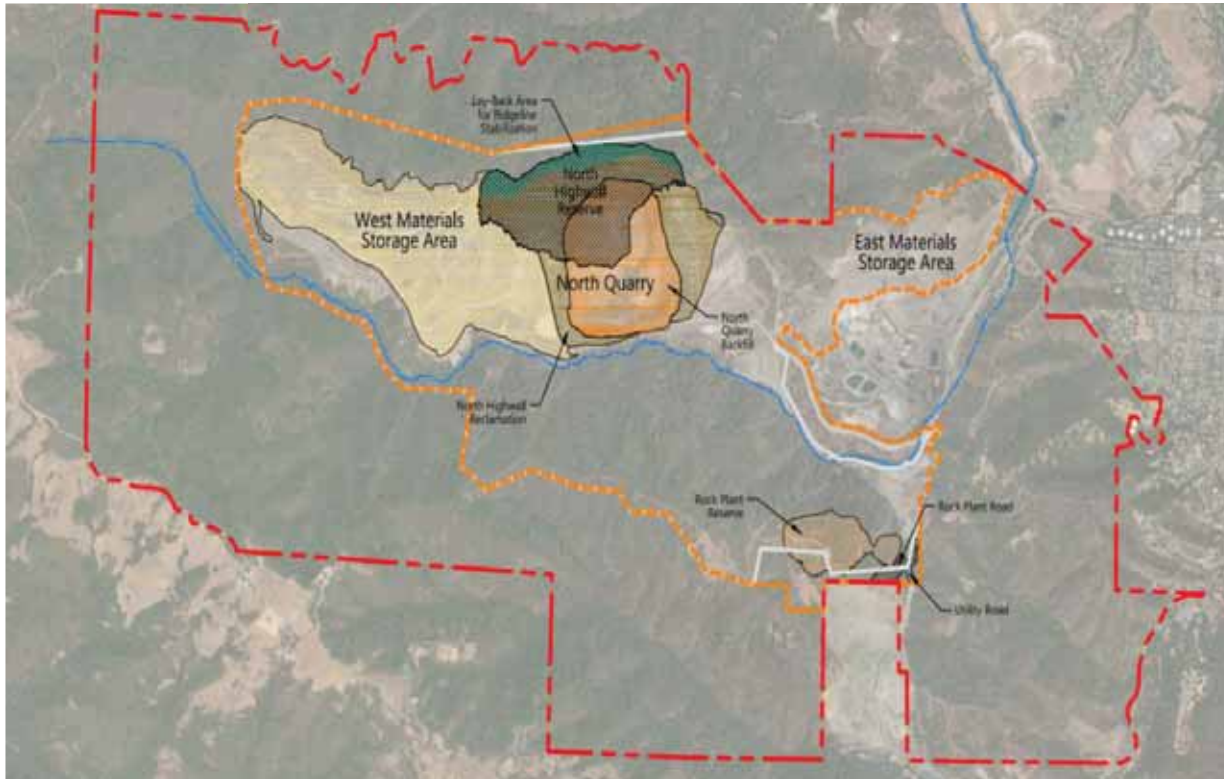 Lay-Back Area
for Ridgeline
Stabilization
North
Highwall
Reserve
West Materials
Storage Area
East Materials
Storage Area
North Quarry
North
Quarry
Backfill
North Highwall
Reclamation
Rock Plant
Reserve
Rock Plant Road
Utility Road